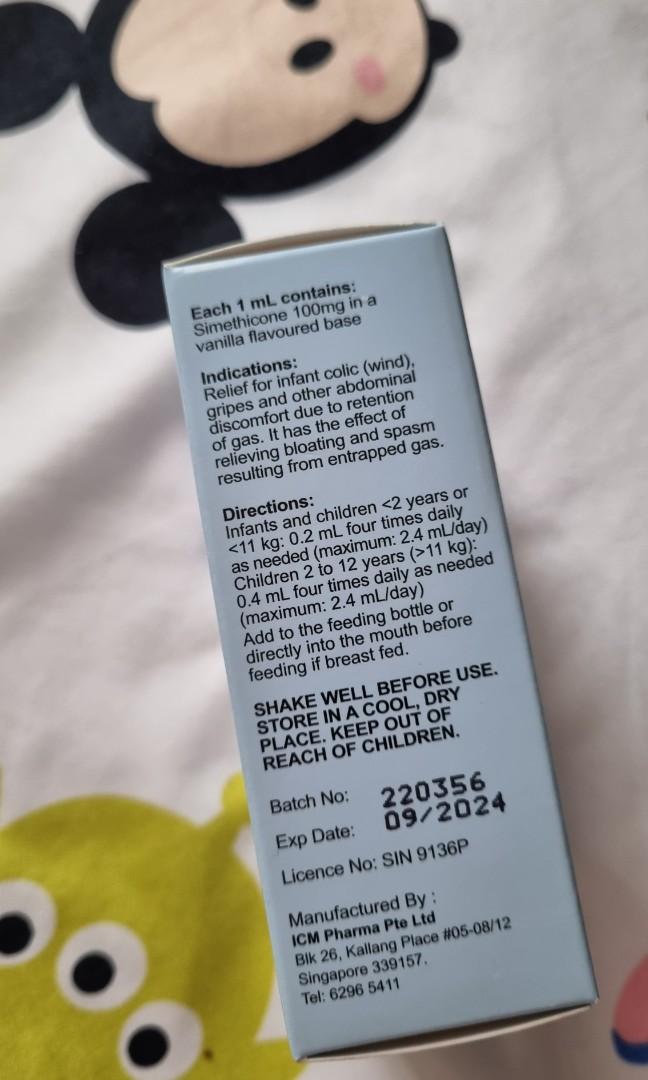 Each 1 mL contains:
Simethicone 100mg in a
vanilla flavoured base
Indications:
Relief for infant colic (wind),
gripes and other abdominal
discomfort due to retention
of gas. It has the effect of
relieving bloating and spasm
resulting from entrapped gas.
Directions:
Infants and children <2 years or
<11 kg: 0.2 mL four times daily
as needed (maximum: 2.4 mL/day)
Children 2 to 12 years (>11 kg):
0.4 mL four times daily as needed
(maximum: 2.4 mL/day)
Add to the feeding bottle or
directly into the mouth before
feeding if breast fed.
SHAKE WELL BEFORE USE.
STORE IN A COOL, DRY
PLACE. KEEP OUT OF
REACH OF CHILDREN.
Batch No: 220356
Exp Date: 09/2024
Licence No: SIN 9136P
Manufactured By :
ICM Pharma Pte Ltd
Blk 26, Kallang Place #05-08/12
Singapore 339157.
Tel: 6296 5411